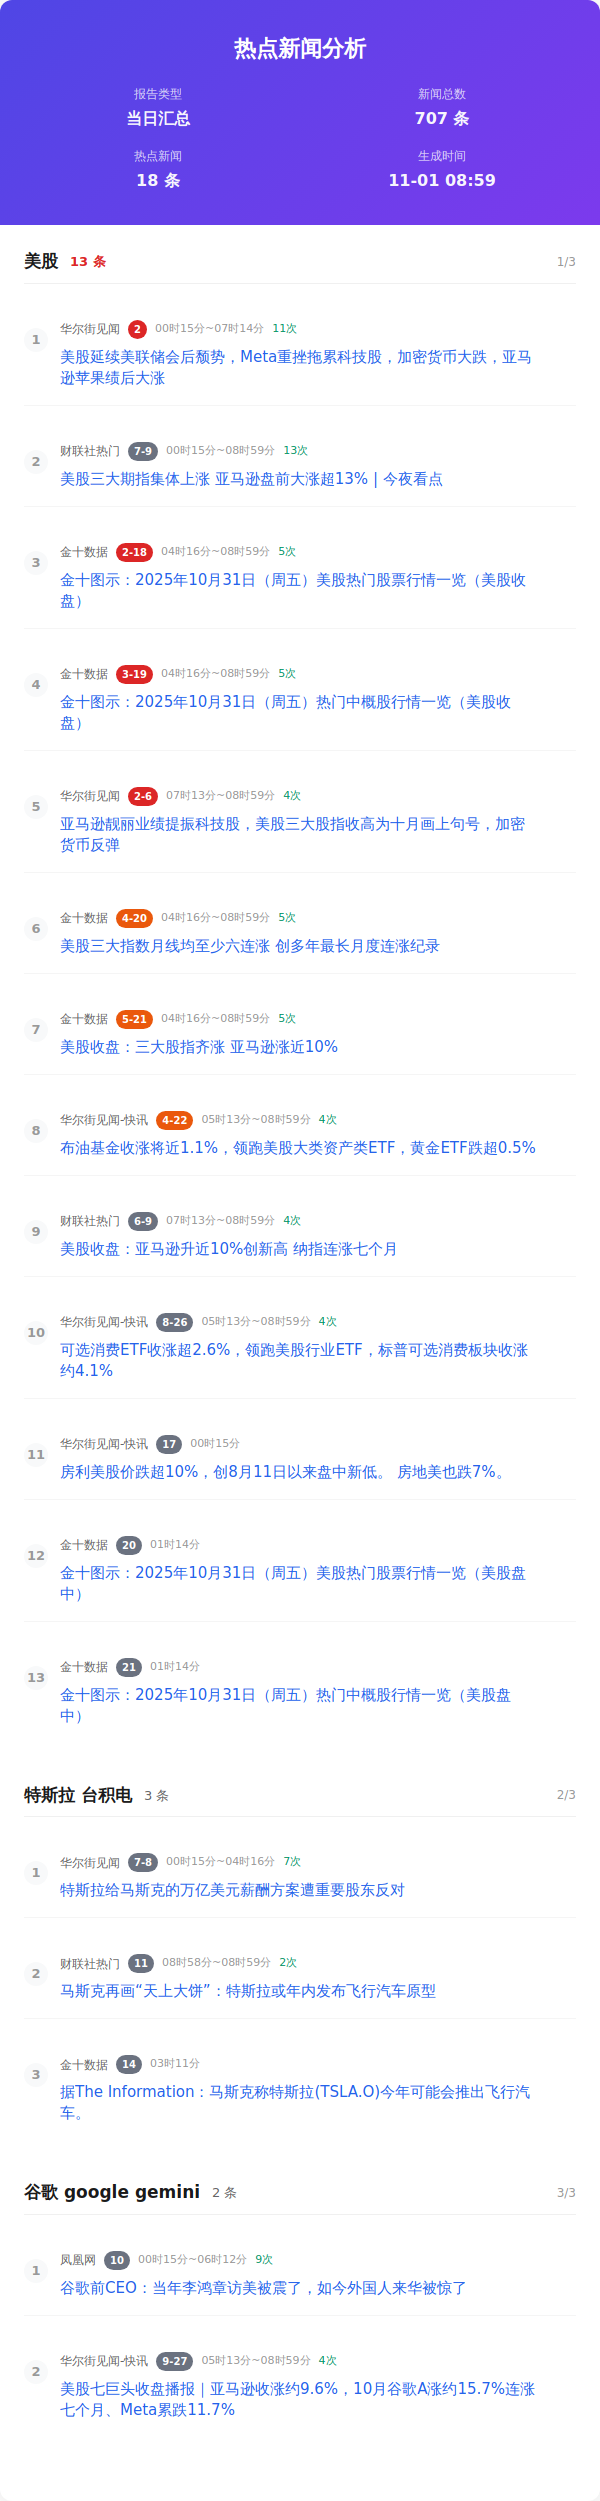 热点新闻分析
报告类型
新闻总数
当日汇总
707 条
热点新闻
生成时间
18 条
11-01 08:59
美股 13 条 1/3
1
华尔街见闻 2 00时15分~07时14分 11次
美股延续美联储会后颓势，Meta重挫拖累科技股，加密货币大跌，亚马
逊苹果绩后大涨
2
财联社热门 7-9 00时15分~08时59分 13次
美股三大期指集体上涨 亚马逊盘前大涨超13% | 今夜看点
3
金十数据 2-18 04时16分~08时59分 5次
金十图示：2025年10月31日（周五）美股热门股票行情一览（美股收
盘）
4
金十数据 3-19 04时16分~08时59分 5次
金十图示：2025年10月31日（周五）热门中概股行情一览（美股收
盘）
5
华尔街见闻 2-6 07时13分~08时59分 4次
亚马逊靓丽业绩提振科技股，美股三大股指收高为十月画上句号，加密
货币反弹
6
金十数据 4-20 04时16分~08时59分 5次
美股三大指数月线均至少六连涨 创多年最长月度连涨纪录
7
金十数据 5-21 04时16分~08时59分 5次
美股收盘：三大股指齐涨 亚马逊涨近10%
8
华尔街见闻-快讯 4-22 05时13分~08时59分 4次
布油基金收涨将近1.1%，领跑美股大类资产类ETF，黄金ETF跌超0.5%
9
财联社热门 6-9 07时13分~08时59分 4次
美股收盘：亚马逊升近10%创新高 纳指连涨七个月
10
华尔街见闻-快讯 8-26 05时13分~08时59分 4次
可选消费ETF收涨超2.6%，领跑美股行业ETF，标普可选消费板块收涨
约4.1%
11
华尔街见闻-快讯 17 00时15分
房利美股价跌超10%，创8月11日以来盘中新低。 房地美也跌7%。
12
金十数据 20 01时14分
金十图示：2025年10月31日（周五）美股热门股票行情一览（美股盘
中）
13
金十数据 21 01时14分
金十图示：2025年10月31日（周五）热门中概股行情一览（美股盘
中）
特斯拉 台积电 3 条 2/3
1
华尔街见闻 7-8 00时15分~04时16分 7次
特斯拉给马斯克的万亿美元薪酬方案遭重要股东反对
2
财联社热门 11 08时58分~08时59分 2次
马斯克再画“天上大饼”：特斯拉或年内发布飞行汽车原型
3
金十数据 14 03时11分
据The Information：马斯克称特斯拉(TSLA.O)今年可能会推出飞行汽
车。
谷歌 google gemini 2 条 3/3
1
凤凰网 10 00时15分~06时12分 9次
谷歌前CEO：当年李鸿章访美被震了，如今外国人来华被惊了
2
华尔街见闻-快讯 9-27 05时13分~08时59分 4次
美股七巨头收盘播报｜亚马逊收涨约9.6%，10月谷歌A涨约15.7%连涨
七个月、Meta累跌11.7%